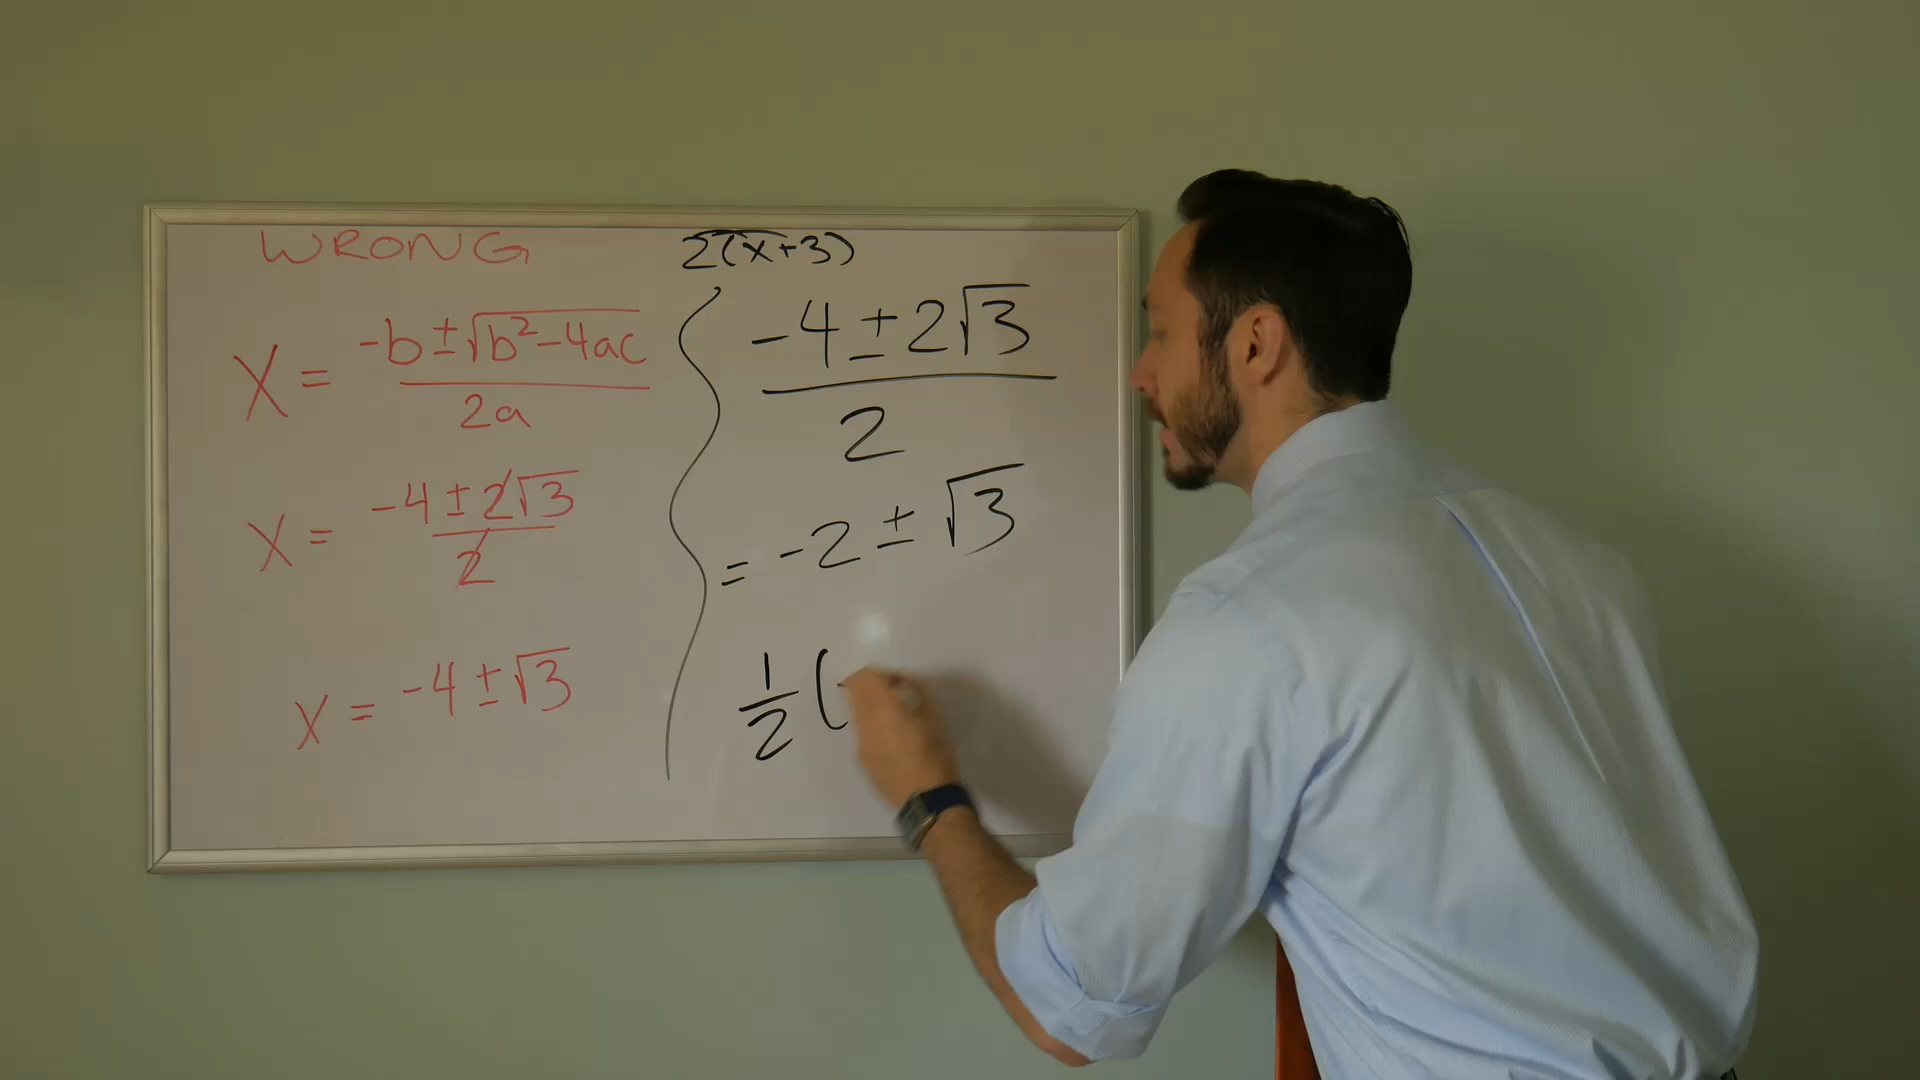 WRONG
x = -b±√b²-4ac / 2a
x = -4±2√3 / 2
x = -4±√3
2(x+3)
-4±2√3 / 2
= -2±√3
1/2 (